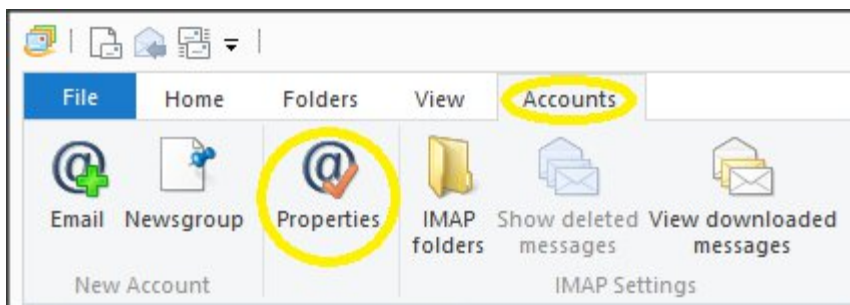 File Home Folders View Accounts
Email Newsgroup Properties IMAP Show deleted View downloaded
folders messages messages
New Account IMAP Settings